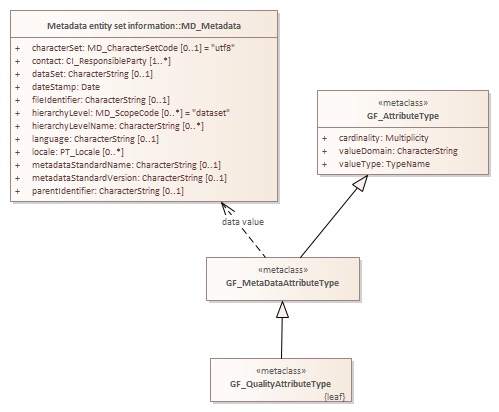 Metadata entity set information::MD_Metadata
+ characterSet: MD_CharacterSetCode [0..1] = "utf8"
+ contact: CI_ResponsibleParty [1..*]
+ dataSet: CharacterString [0..1]
+ dateStamp: Date
+ fileIdentifier: CharacterString [0..1]
+ hierarchyLevel: MD_ScopeCode [0..*] = "dataset"
+ hierarchyLevelName: CharacterString [0..*]
+ language: CharacterString [0..1]
+ locale: PT_Locale [0..*]
+ metadataStandardName: CharacterString [0..1]
+ metadataStandardVersion: CharacterString [0..1]
+ parentIdentifier: CharacterString [0..1]
«metaclass»
GF_AttributeType
+ cardinality: Multiplicity
+ valueDomain: CharacterString
+ valueType: TypeName
data value
«metaclass»
GF_MetaDataAttributeType
«metaclass»
GF_QualityAttributeType
{leaf}